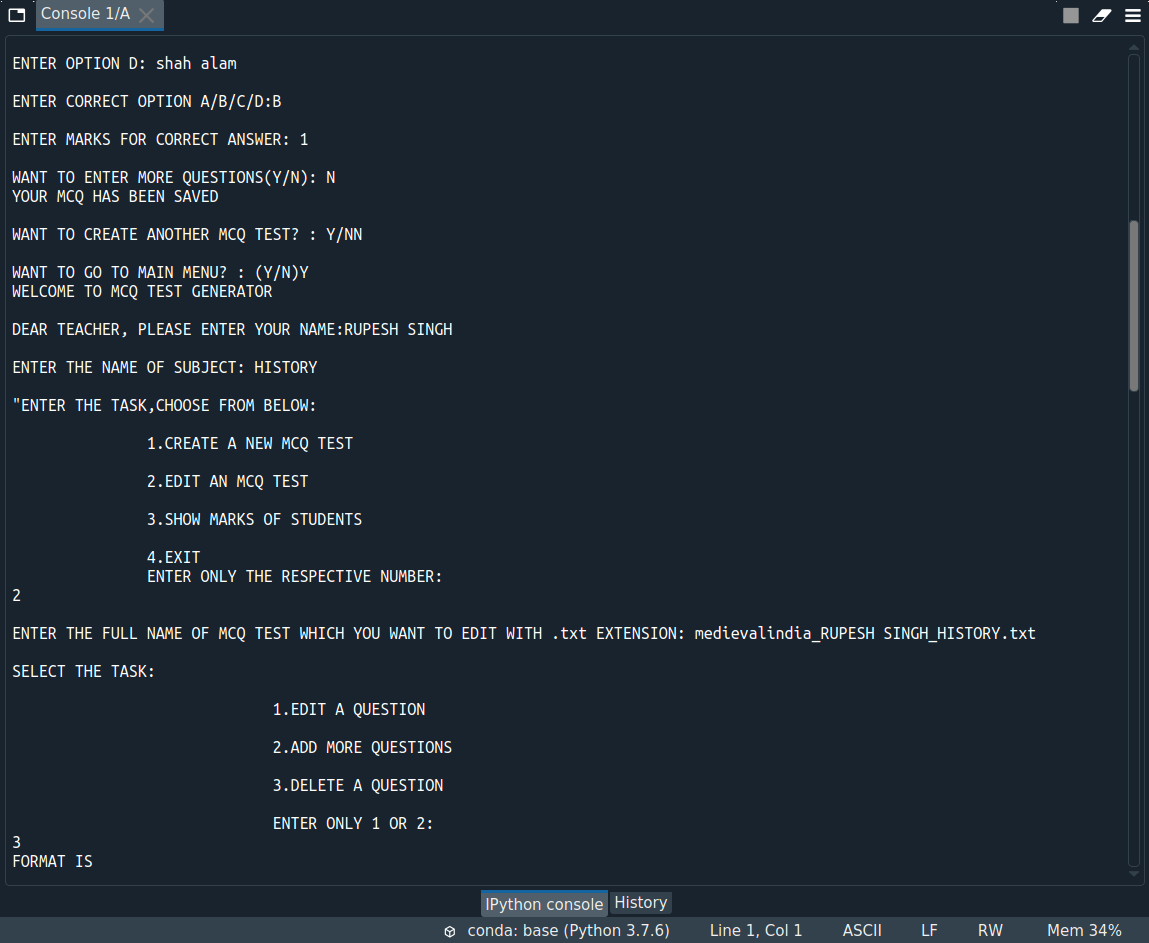 Console 1/A
ENTER OPTION D: shah alam
ENTER CORRECT OPTION A/B/C/D:B
ENTER MARKS FOR CORRECT ANSWER: 1
WANT TO ENTER MORE QUESTIONS(Y/N): N
YOUR MCQ HAS BEEN SAVED
WANT TO CREATE ANOTHER MCQ TEST? : Y/NN
WANT TO GO TO MAIN MENU? : (Y/N)Y
WELCOME TO MCQ TEST GENERATOR
DEAR TEACHER, PLEASE ENTER YOUR NAME:RUPESH SINGH
ENTER THE NAME OF SUBJECT: HISTORY
"ENTER THE TASK,CHOOSE FROM BELOW:
1.CREATE A NEW MCQ TEST
2.EDIT AN MCQ TEST
3.SHOW MARKS OF STUDENTS
4.EXIT
ENTER ONLY THE RESPECTIVE NUMBER:
2
ENTER THE FULL NAME OF MCQ TEST WHICH YOU WANT TO EDIT WITH .txt EXTENSION: medievalindia_RUPESH SINGH_HISTORY.txt
SELECT THE TASK:
1.EDIT A QUESTION
2.ADD MORE QUESTIONS
3.DELETE A QUESTION
ENTER ONLY 1 OR 2:
3
FORMAT IS
IPython console History
conda: base (Python 3.7.6) Line 1, Col 1 ASCII LF RW Mem 34%